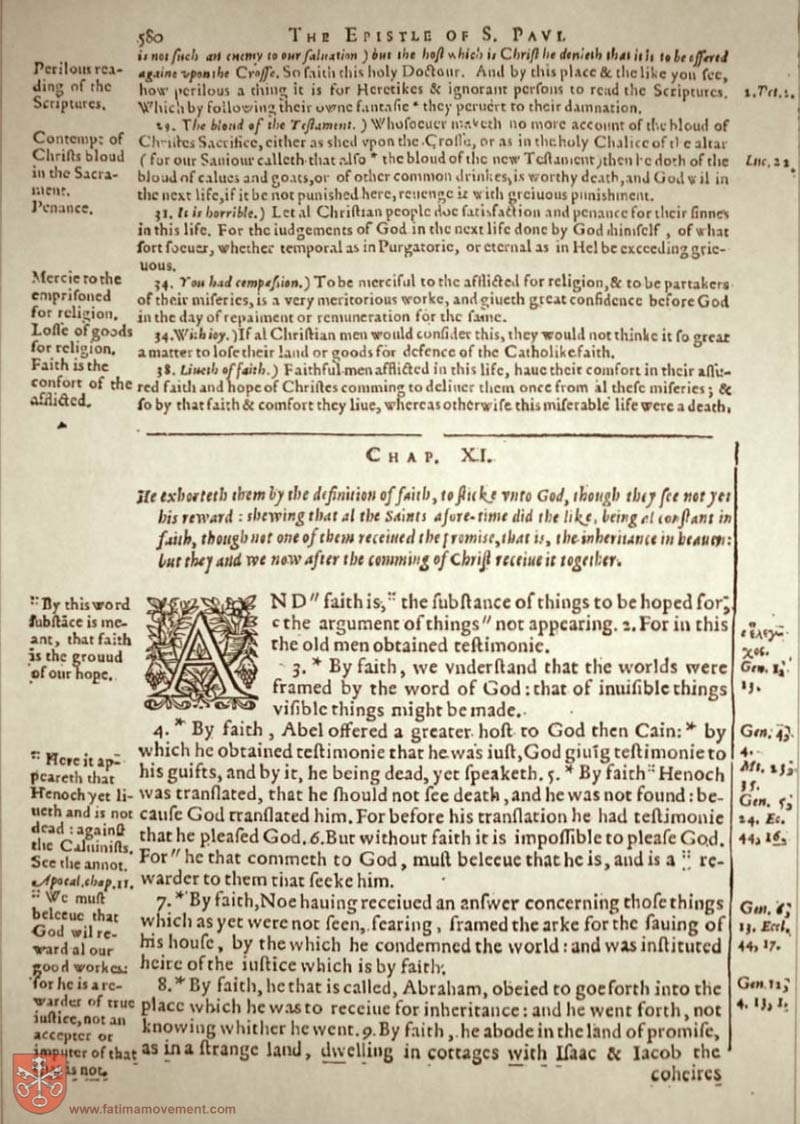 580 THE EPISTLE OF S. PAVL
is not ſuch an enemy to our ſaluation) but the hoſt which is Chriſt he denieth that it is to be offered
againe vpon the Croſſe. So ſaith this holy Doctour. And by this place & the like you ſee,
how perilous a thing it is for Heretikes & ignorant perſons to read the Scriptures.
Which by folloving their owne fantaſie * they peruert to their damnation.
29. The bloud of the Teſtament.) Whoſoeuer maketh no more account of the bloud of
Chriſtes Sacrifice, either as ſhed vpon the Croſſe, or as in the holy Chalice of the altar
(for our Sauiour calleth that alſo * the bloud of the new Teſtament) then he doth of the
bloud of calues and goats, or of other common drinkes, is worthy death, and God wil in
the next life, if it be not puniſhed here, reuenge it with greiuous puniſhment.
31. It is horrible.) Let al Chriſtian people doe ſatisfaction and penance for their ſinnes
in this life. For the iudgements of God in the next life done by God himſelf, of what
ſort ſoeuer, whether temporal as in Purgatorie, or eternal as in Hel be exceeding grie-
uous.
34. You had compaſſion.) To be merciful to the afflicted for religion, & to be partakers
of their miſeries, is a very meritorious worke, and giueth great confidence before God
in the day of repaiment or remuneration for the ſame.
34. With ioy.) If al Chriſtian men would conſider this, they would not thinke it ſo great
a matter to loſe their land or goods for defence of the Catholike faith.
38. Liueth of faith.) Faithful men afflicted in this life, haue their comfort in their aſſu-
red faith and hope of Chriſtes comming to deliuer them once from al theſe miſeries; &
ſo by that faith & comfort they liue, whereas otherwiſe this miſerable life were a death.
Perilous rea-
ding of the
Scriptures.
Contempt of
Chriſts bloud
in the Sacra-
ment.
Penance.
Mercie to the
empriſoned
for religion.
Loſſe of goods
for religion.
Faith is the
confort of the
afflicted.
2. Pet. 2.
Luc. 22.
CHAP. XI.
He exhorteth them by the definition of faith, to ſticke vnto God, though they ſee not yet
his reward: shewing that al the Saints afore-time did the like, being al conſtant in
faith, though not one of them receiued the promiſe, that is, the inheritance in heauen:
but they and we now after the comming of Chriſt receiue it together.
AND" faith is, :: the ſubſtance of things to be hoped for,
c the argument of things" not appearing. 2. For in this
the old men obtained teſtimonie.
3. * By faith, we vnderſtand that the worlds were
framed by the word of God: that of inuiſible things
viſible things might be made.
4. * By faith, Abel offered a greater hoſt to God then Cain: * by
which he obtained teſtimonie that he was iuſt, God giuĩg teſtimonie to
his guifts, and by it, he being dead, yet ſpeaketh. 5. * By faith :: Henoch
was tranſlated, that he ſhould not ſee death, and he was not found: be-
cauſe God tranſlated him. For before his tranſlation he had teſtimonie
that he pleaſed God. 6. But without faith it is impoſſible to pleaſe God.
For" he that commeth to God, muſt beleeue that he is, and is a :: re-
warder to them that ſeeke him.
7. * By faith, Noe hauing receiued an anſwer concerning thoſe things
which as yet were not ſeen, fearing, framed the arke for the ſauing of
his houſe, by the which he condemned the world: and was inſtituted
heire of the iuſtice which is by faith.
8. * By faith, he that is called, Abraham, obeied to goe forth into the
place which he was to receiue for inheritance: and he went forth, not
knowing whither he went. 9. By faith, he abode in the land of promiſe,
as in a ſtrange land, dwelling in cottages with Iſaac & Iacob the
coheires
:: By this word
ſubſtãce is me-
ant, that faith
is the grouud
of our hope.
:: Here it ap-
peareth that
Henoch yet li-
ueth and is not
dead: againſt
the Caluiniſts.
See the annot.
Apocal. chap. 11.
:: We muſt
beleeue that
God wil re-
ward al our
good workes:
for he is a re-
warder of true
iuſtice, not an
accepter or
imputer of that
is not.
c ἔλεγ-
χος.
Gen. 1,
13.
Gen. 4,
4.
Mt. 23,
35.
Gen. 5,
24. Ec.
44, 16.
Gen. 6,
13. Eccl.
44, 17.
Gen. 12,
4. 13, 1.
www.fatimamovement.com